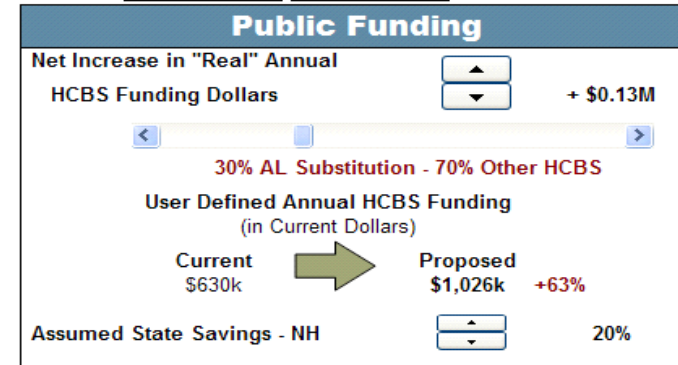 Public Funding
Net Increase in "Real" Annual
HCBS Funding Dollars + $0.13M
30% AL Substitution - 70% Other HCBS
User Defined Annual HCBS Funding
(in Current Dollars)
Current Proposed
$630k $1,026k +63%
Assumed State Savings - NH 20%